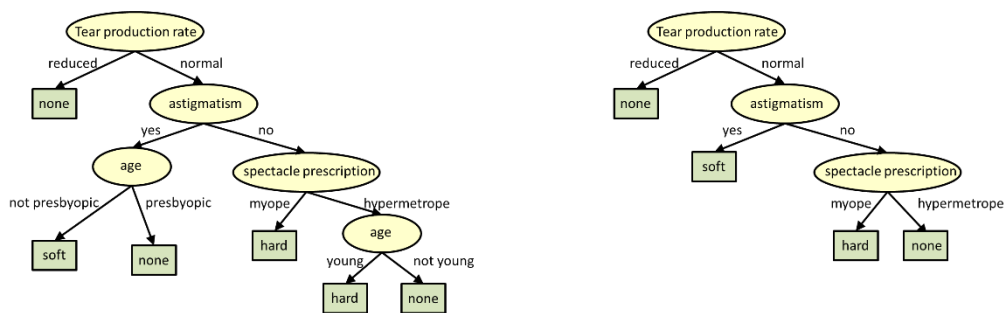 Tear production rate
reduced
normal
none
astigmatism
yes
no
age
spectacle prescription
not presbyopic
presbyopic
myope
hypermetrope
soft
none
hard
age
young
not young
hard
none
Tear production rate
reduced
normal
none
astigmatism
yes
no
soft
spectacle prescription
myope
hypermetrope
hard
none